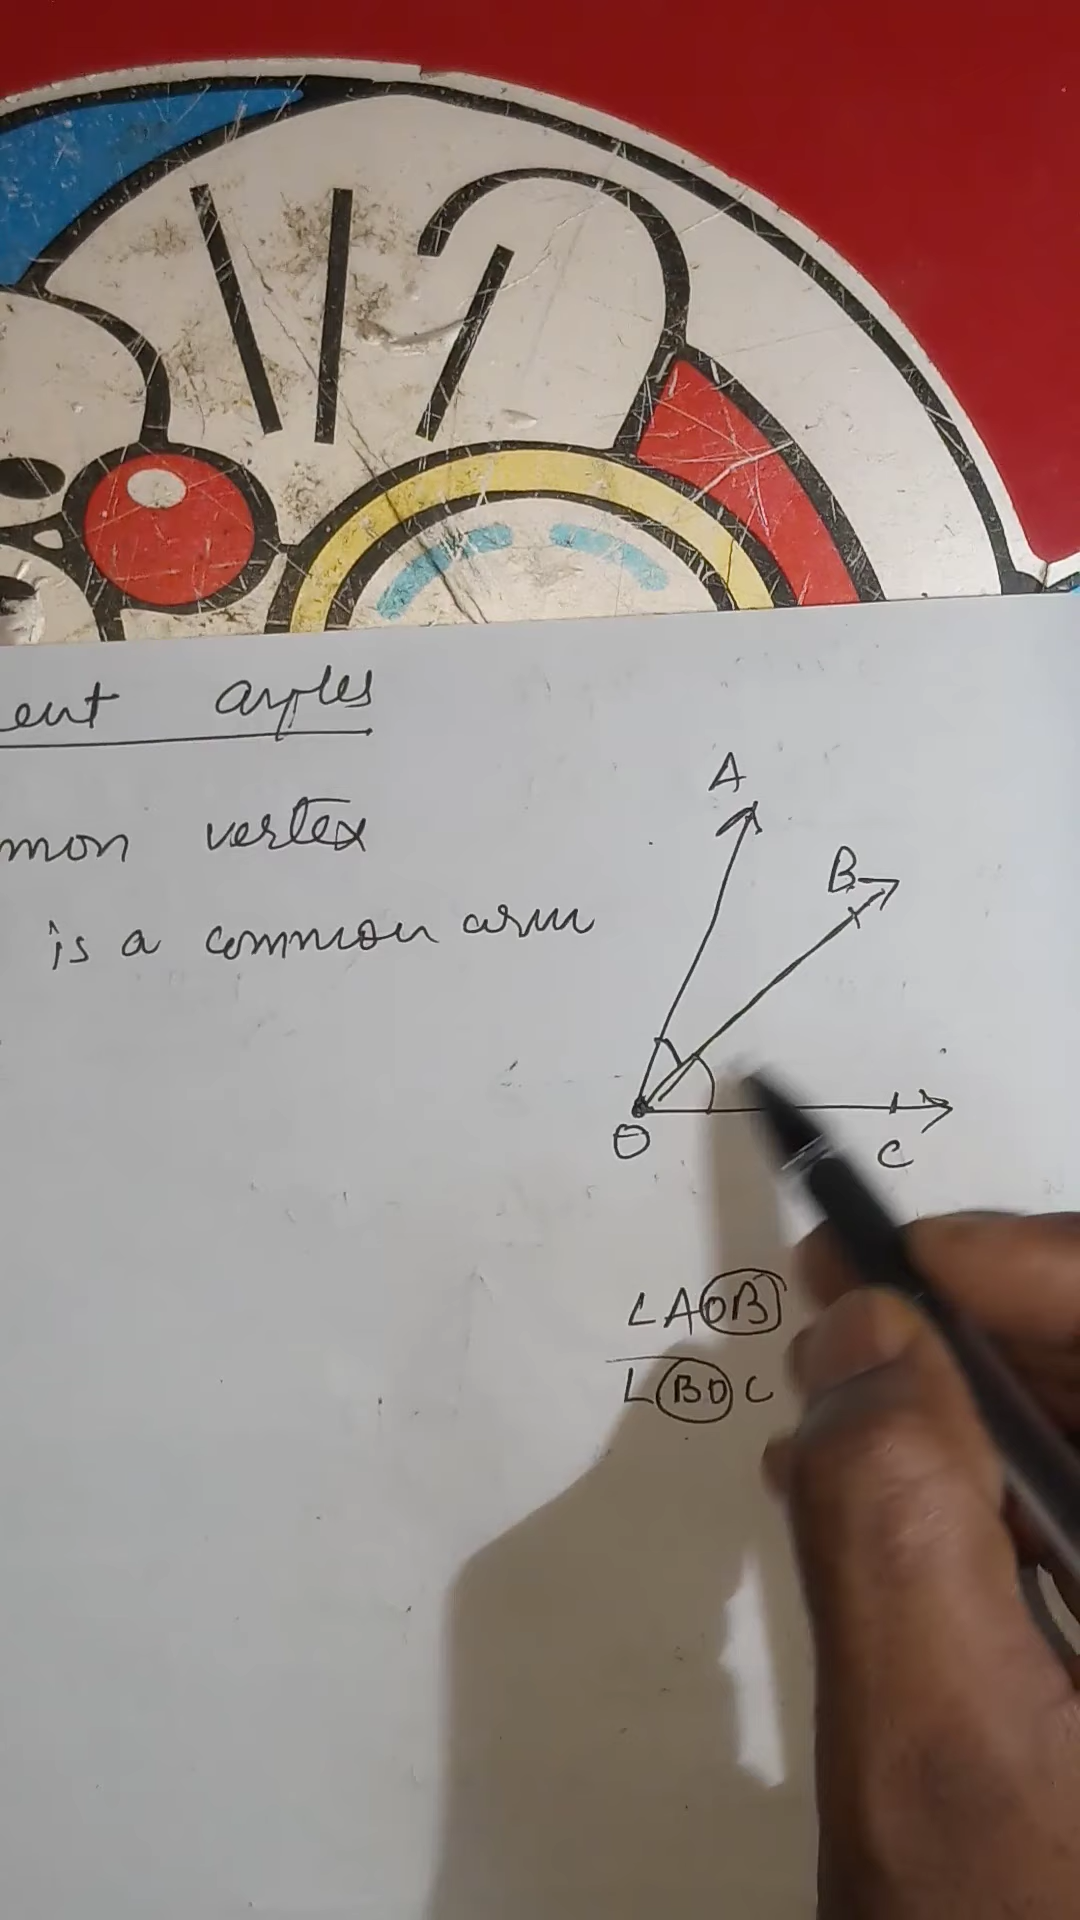 ent angles
mon vertex
is a common arm
A
B
O
C
∠AOB
∠BOC